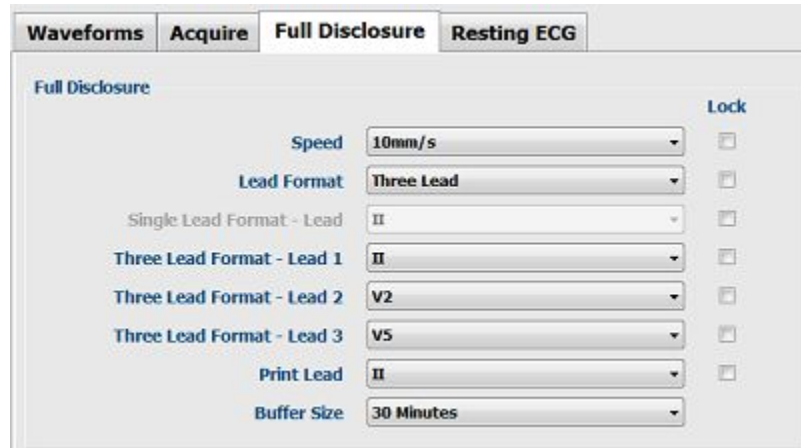 Waveforms Acquire Full Disclosure Resting ECG
Full Disclosure
Lock
Speed 10mm/s
Lead Format Three Lead
Single Lead Format - Lead II
Three Lead Format - Lead 1 II
Three Lead Format - Lead 2 V2
Three Lead Format - Lead 3 V5
Print Lead II
Buffer Size 30 Minutes